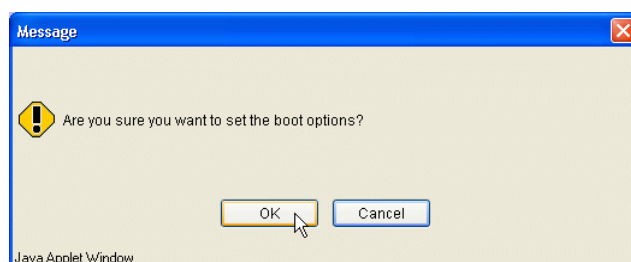 Message
Are you sure you want to set the boot options?
OK Cancel
Java Applet Window